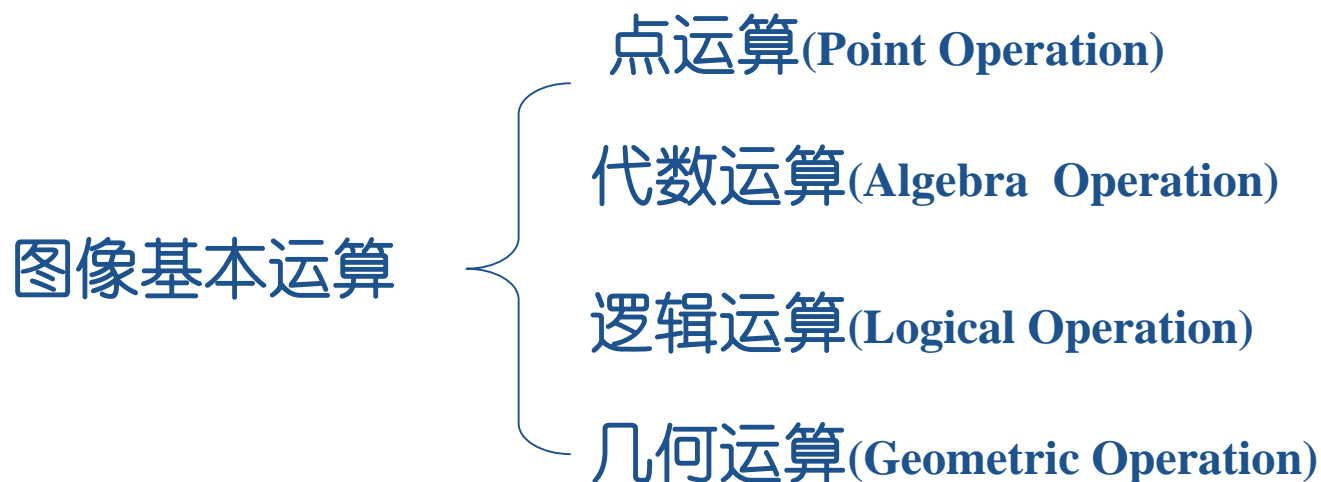 点运算(Point Operation)
代数运算(Algebra Operation)
图像基本运算
逻辑运算(Logical Operation)
几何运算(Geometric Operation)